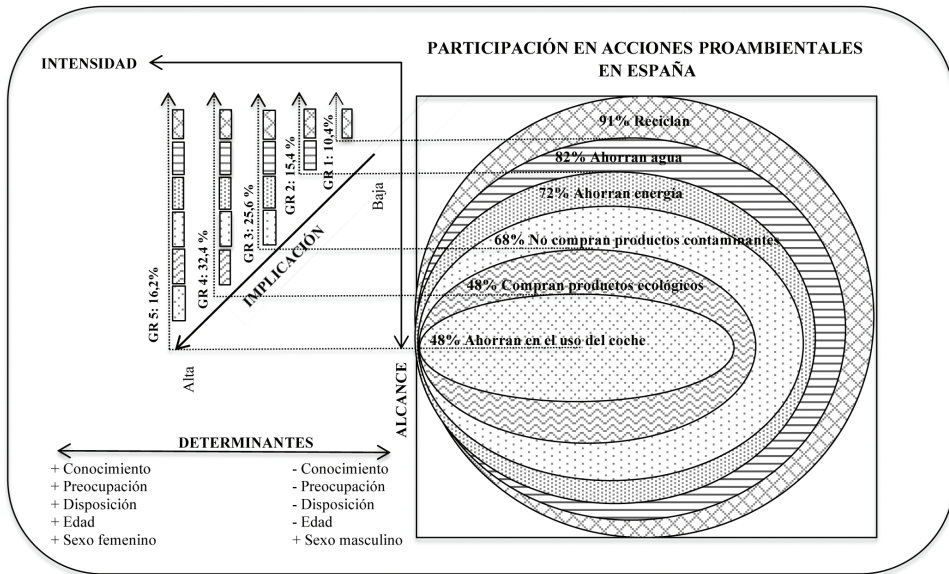 PARTICIPACIÓN EN ACCIONES PROAMBIENTALES
EN ESPAÑA
INTENSIDAD
GR 5: 16,2%
GR 4: 32,4 %
GR 3: 25,6 %
GR 2: 15,4 %
GR 1: 10,4%
IMPLICACIÓN
Baja
Alta
ALCANCE
91% Reciclan
82% Ahorran agua
72% Ahorran energía
68% No compran productos contaminantes
48% Compran productos ecológicos
48% Ahorran en el uso del coche
DETERMINANTES
+ Conocimiento
+ Preocupación
+ Disposición
+ Edad
+ Sexo femenino
- Conocimiento
- Preocupación
- Disposición
- Edad
+ Sexo masculino